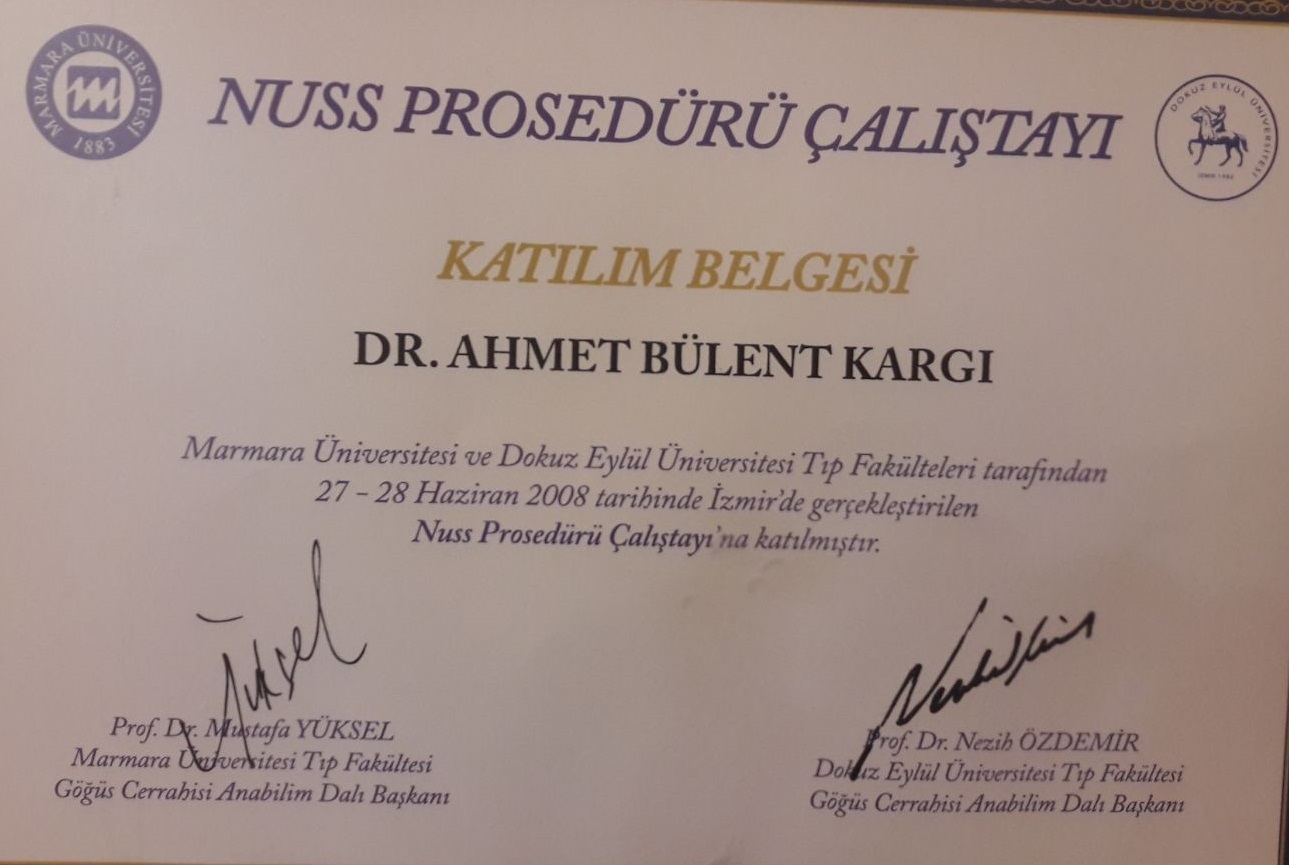 MARMARA ÜNİVERSİTESİ
1883
NUSS PROSEDÜRÜ ÇALIŞTAYI
DOKUZ EYLÜL ÜNİVERSİTESİ
İZMİR 1982
KATILIM BELGESİ
DR. AHMET BÜLENT KARGI
Marmara Üniversitesi ve Dokuz Eylül Üniversitesi Tıp Fakülteleri tarafından
27 – 28 Haziran 2008 tarihinde İzmir'de gerçekleştirilen
Nuss Prosedürü Çalıştayı'na katılmıştır.
Prof. Dr. Mustafa YÜKSEL
Marmara Üniversitesi Tıp Fakültesi
Göğüs Cerrahisi Anabilim Dalı Başkanı
Prof. Dr. Nezih ÖZDEMİR
Dokuz Eylül Üniversitesi Tıp Fakültesi
Göğüs Cerrahisi Anabilim Dalı Başkanı